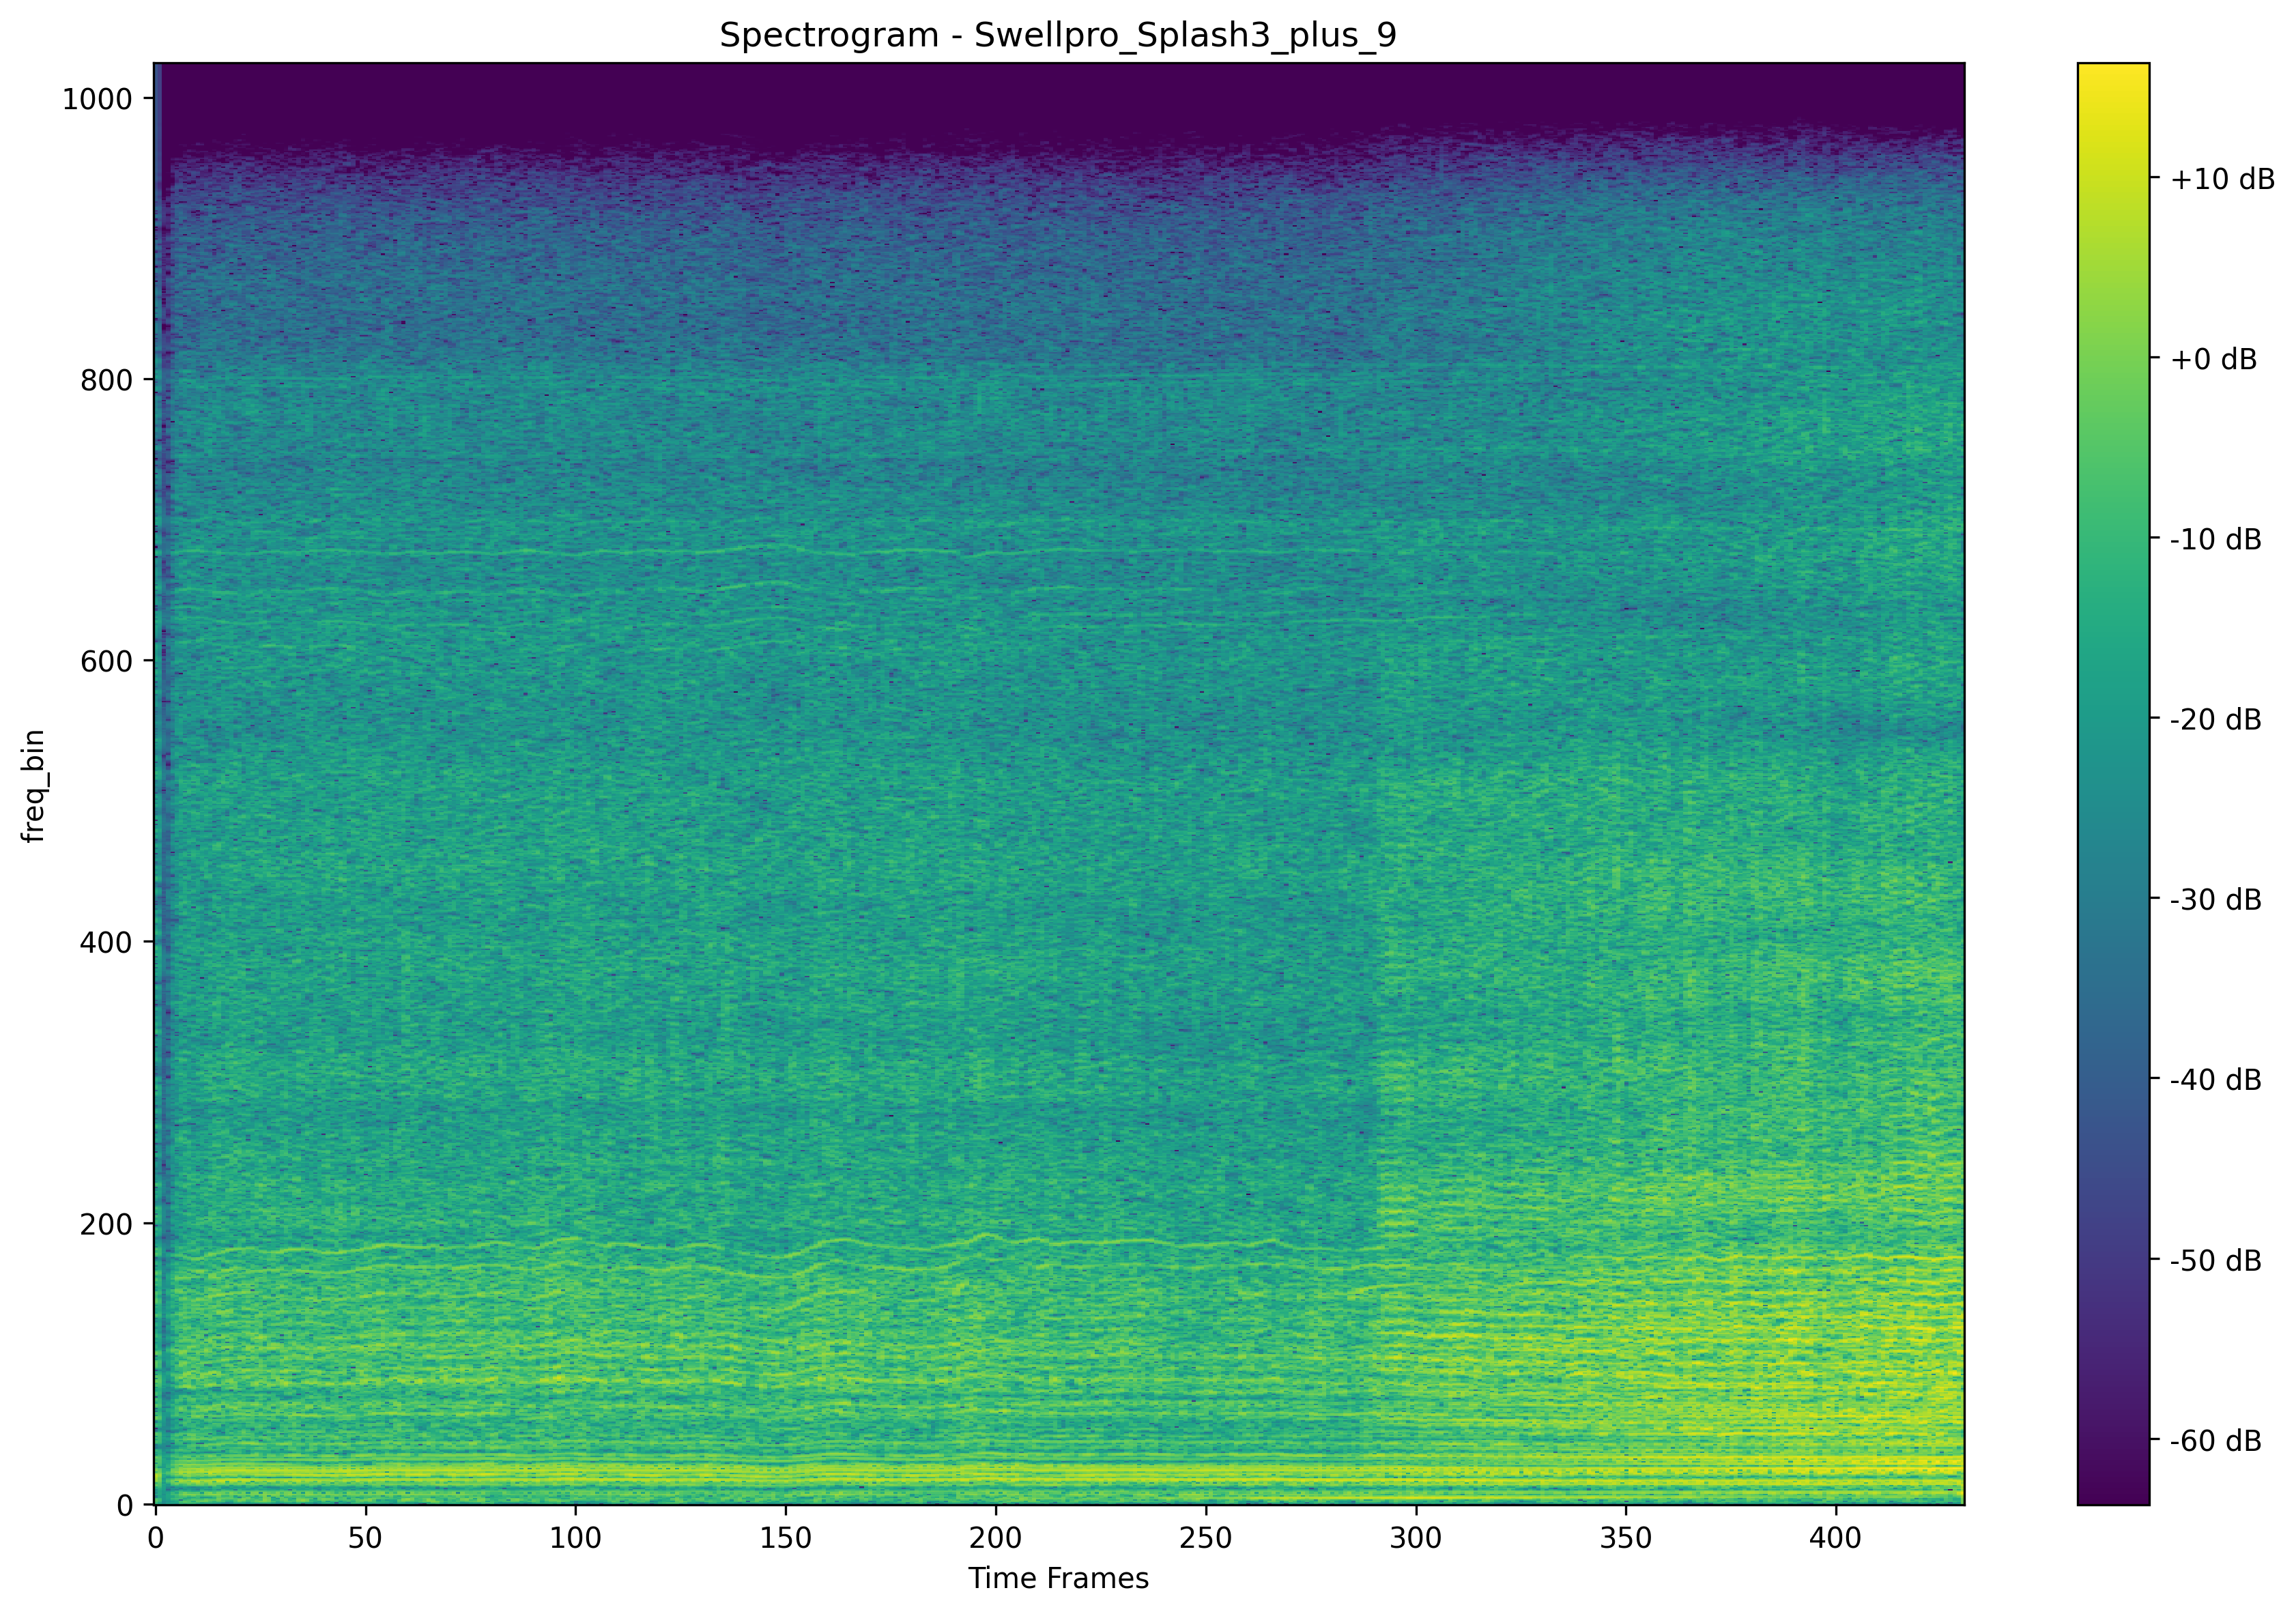 Spectrogram - Swellpro_Splash3_plus_9
1000
800
600
400
200
0
freq_bin
0 50 100 150 200 250 300 350 400
Time Frames
+10 dB
+0 dB
-10 dB
-20 dB
-30 dB
-40 dB
-50 dB
-60 dB